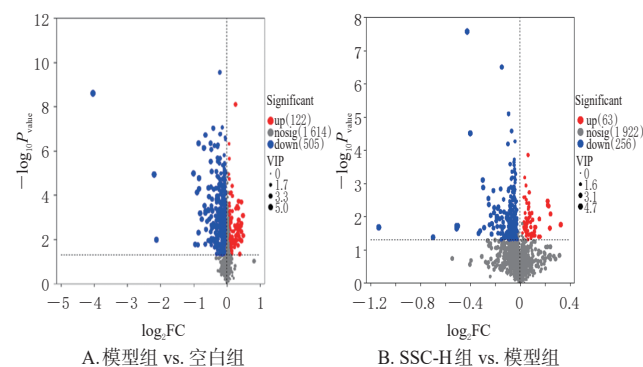 12
10
8
6
4
2
0
−log₁₀Pvalue
−5 −4 −3 −2 −1 0 1
log₂FC
Significant
up(122)
nosig(1 614)
down(505)
VIP
0
1.7
3.3
5.0
A.模型组 vs. 空白组
8
7
6
5
4
3
2
1
0
−log₁₀Pvalue
−1.2 −0.8 −0.4 0 0.4
log₂FC
Significant
up(63)
nosig(1 922)
down(256)
VIP
0
1.6
3.1
4.7
B. SSC-H组 vs. 模型组